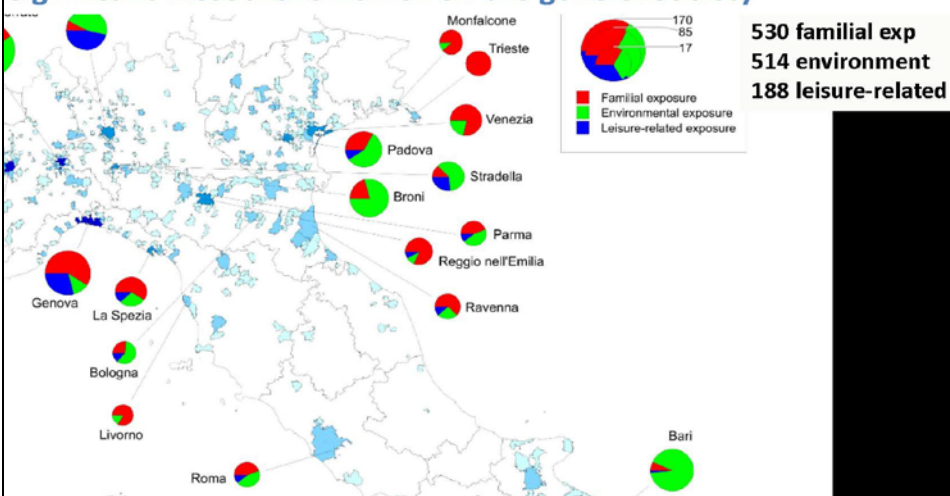 Monfalcone
Trieste
Venezia
Padova
Stradella
Broni
Parma
Reggio nell'Emilia
Ravenna
Genova
La Spezia
Bologna
Livorno
Roma
Bari
170
85
17
Familial exposure
Environmental exposure
Leisure-related exposure
530 familial exp
514 environment
188 leisure-related